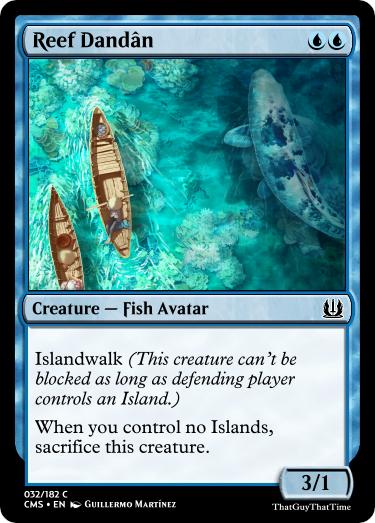 Reef Dandân
Creature — Fish Avatar
Islandwalk (This creature can't be
blocked as long as defending player
controls an Island.)
When you control no Islands,
sacrifice this creature.
3/1
032/182 C
CMS • EN Guillermo Martínez
ThatGuyThatTime